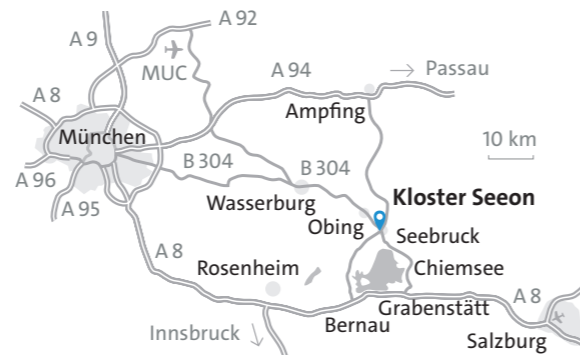 A 92
A 9
MUC
A 94
Passau
A 8
Ampfing
München
10 km
B 304
B 304
A 96
Wasserburg
Kloster Seeon
A 95
Obing
Seebruck
A 8
Rosenheim
Chiemsee
Grabenstätt
A 8
Innsbruck
Bernau
Salzburg